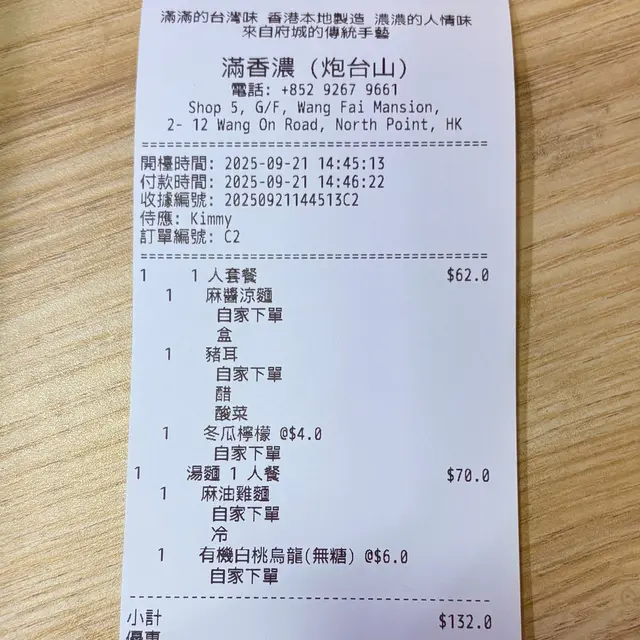 滿滿的台灣味 香港本地製造 濃濃的人情味
來自府城的傳統手藝
滿香濃 (炮台山)
電話: +852 9267 9661
Shop 5, G/F, Wang Fai Mansion,
2- 12 Wang On Road, North Point, HK
開檯時間: 2025-09-21 14:45:13
付款時間: 2025-09-21 14:46:22
收據編號: 20250921144513C2
侍應: Kimmy
訂單編號: C2
1 1 人套餐 $62.0
1 麻醬涼麵
自家下單
盒
1 豬耳
自家下單
醋
酸菜
1 冬瓜檸檬 @$4.0
自家下單
1 湯麵 1 人餐 $70.0
1 麻油雞麵
自家下單
冷
1 有機白桃烏龍(無糖) @$6.0
自家下單
小計 $132.0
優惠